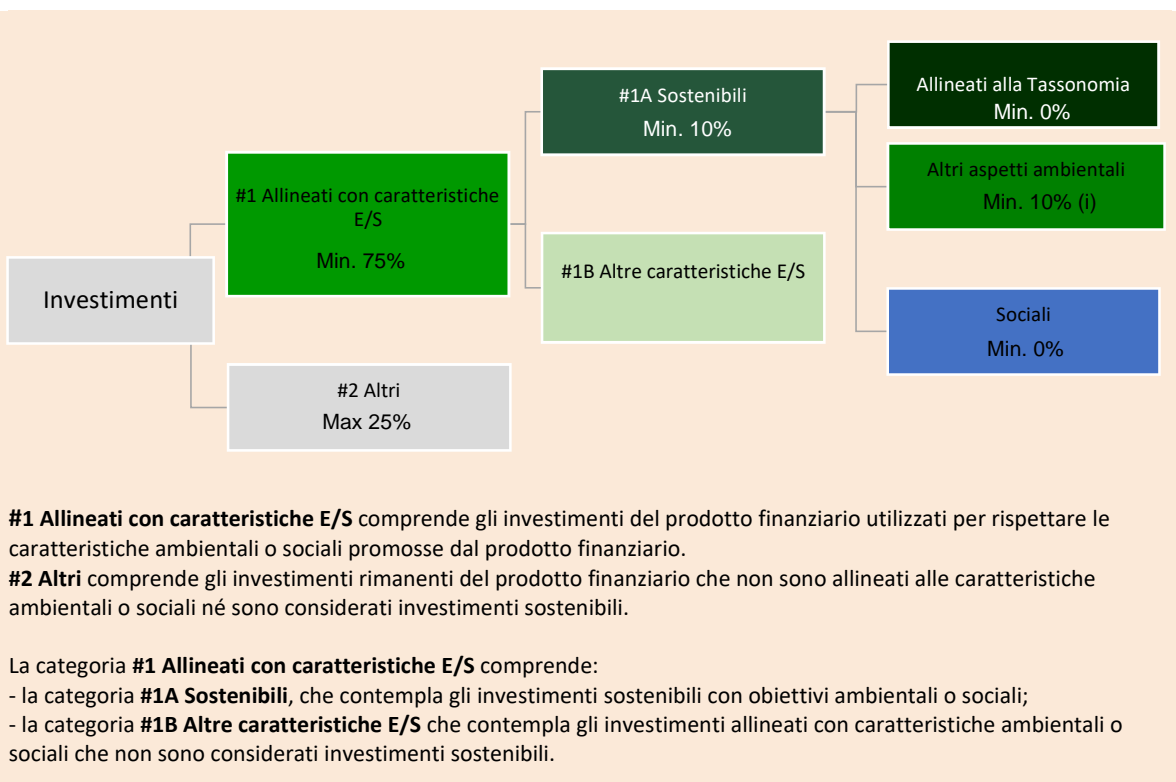 Investimenti
#1 Allineati con caratteristiche
E/S
Min. 75%
#2 Altri
Max 25%
#1A Sostenibili
Min. 10%
#1B Altre caratteristiche E/S
Allineati alla Tassonomia
Min. 0%
Altri aspetti ambientali
Min. 10% (i)
Sociali
Min. 0%
#1 Allineati con caratteristiche E/S comprende gli investimenti del prodotto finanziario utilizzati per rispettare le
caratteristiche ambientali o sociali promosse dal prodotto finanziario.
#2 Altri comprende gli investimenti rimanenti del prodotto finanziario che non sono allineati alle caratteristiche
ambientali o sociali né sono considerati investimenti sostenibili.
La categoria #1 Allineati con caratteristiche E/S comprende:
- la categoria #1A Sostenibili, che contempla gli investimenti sostenibili con obiettivi ambientali o sociali;
- la categoria #1B Altre caratteristiche E/S che contempla gli investimenti allineati con caratteristiche ambientali o
sociali che non sono considerati investimenti sostenibili.